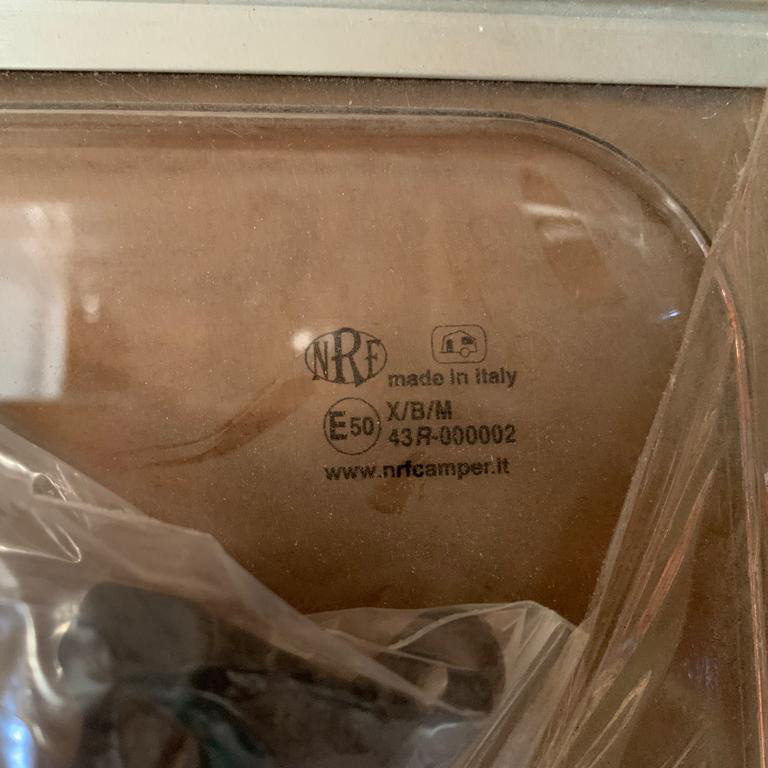 NRF
made in Italy
E50 X/B/M
43R-000002
www.nrfcamper.it